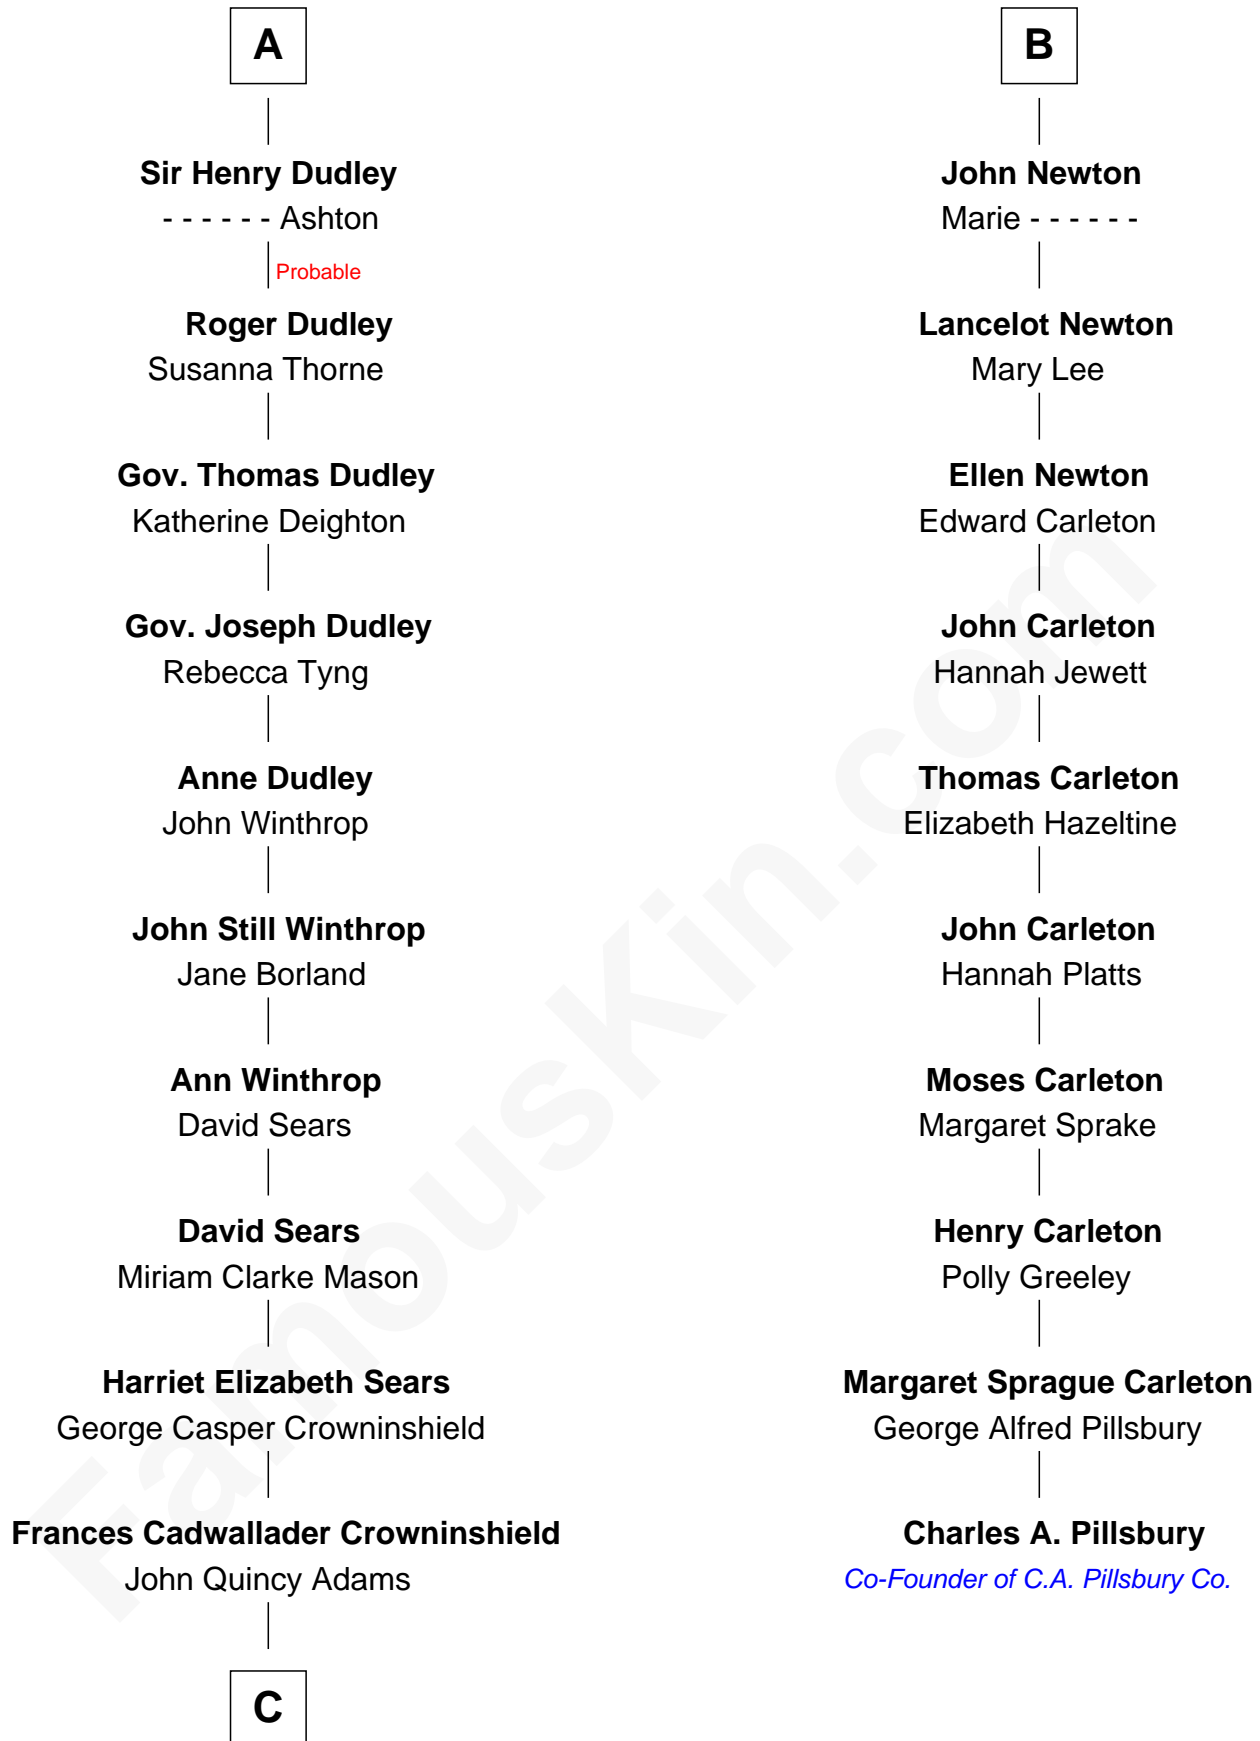 A
Sir Henry Dudley
- - - - - - Ashton
Probable
Roger Dudley
Susanna Thorne
Gov. Thomas Dudley
Katherine Deighton
Gov. Joseph Dudley
Rebecca Tyng
Anne Dudley
John Winthrop
John Still Winthrop
Jane Borland
Ann Winthrop
David Sears
David Sears
Miriam Clarke Mason
Harriet Elizabeth Sears
George Casper Crowninshield
Frances Cadwallader Crowninshield
John Quincy Adams
C
B
John Newton
Marie - - - - - -
Lancelot Newton
Mary Lee
Ellen Newton
Edward Carleton
John Carleton
Hannah Jewett
Thomas Carleton
Elizabeth Hazeltine
John Carleton
Hannah Platts
Moses Carleton
Margaret Sprake
Henry Carleton
Polly Greeley
Margaret Sprague Carleton
George Alfred Pillsbury
Charles A. Pillsbury
Co-Founder of C.A. Pillsbury Co.
FamousKin.com